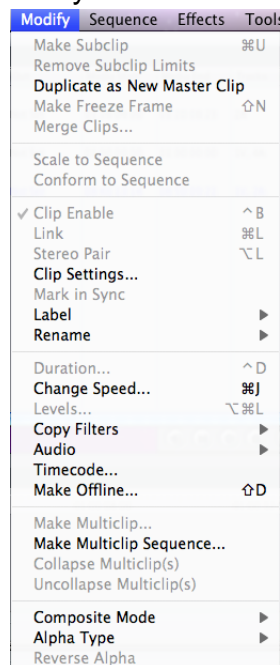 Modify Sequence Effects Tools
Make Subclip ⌘U
Remove Subclip Limits
Duplicate as New Master Clip
Make Freeze Frame ⇧N
Merge Clips...
Scale to Sequence
Conform to Sequence
✓ Clip Enable ^B
Link ⌘L
Stereo Pair ⌥L
Clip Settings...
Mark in Sync
Label ▶
Rename ▶
Duration... ^D
Change Speed... ⌘J
Levels... ⌥⌘L
Copy Filters ▶
Audio ▶
Timecode...
Make Offline... ⇧D
Make Multiclip...
Make Multiclip Sequence...
Collapse Multiclip(s)
Uncollapse Multiclip(s)
Composite Mode ▶
Alpha Type ▶
Reverse Alpha